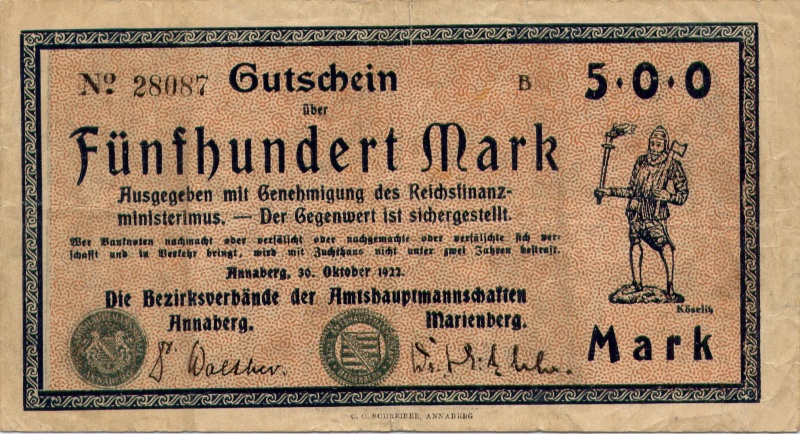 Nº 28087 Gutschein B 5·0·0
über
Fünfhundert Mark
Ausgegeben mit Genehmigung des Reichsfinanz-
ministerimus. — Der Gegenwert ist sichergestellt.
Wer Banknoten nachmacht oder verfälscht oder nachgemachte oder verfälschte sich ver-
schafft und in Verkehr bringt, wird mit Zuchthaus nicht unter zwei Jahren bestraft.
Annaberg, 30. Oktober 1922.
Die Bezirksverbände der Amtshauptmannschaften
Annaberg. Marienberg.
Köselitz
Mark
C. O. SCHREIBER, ANNABERG